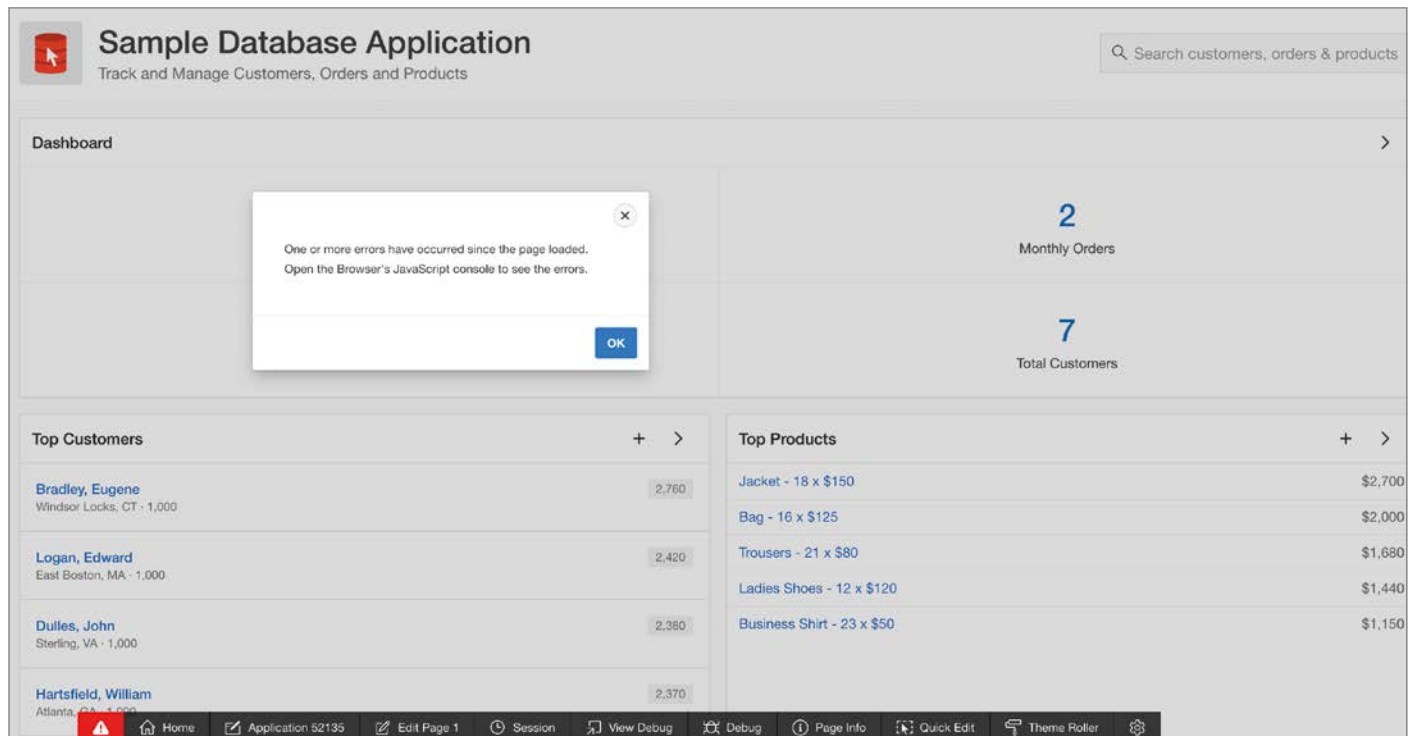 Sample Database Application
Track and Manage Customers, Orders and Products
Search customers, orders & products
Dashboard
One or more errors have occurred since the page loaded.
Open the Browser's JavaScript console to see the errors.
OK
2
Monthly Orders
7
Total Customers
Top Customers
Bradley, Eugene
2,760
Windsor Locks, CT · 1,000
Logan, Edward
2,420
East Boston, MA · 1,000
Dulles, John
2,380
Sterling, VA · 1,000
Hartsfield, William
2,370
Atlanta, GA · 1,000
Top Products
Jacket - 18 x $150 $2,700
Bag - 16 x $125 $2,000
Trousers - 21 x $80 $1,680
Ladies Shoes - 12 x $120 $1,440
Business Shirt - 23 x $50 $1,150
Home Application 52135 Edit Page 1 Session View Debug Debug Page Info Quick Edit Theme Roller